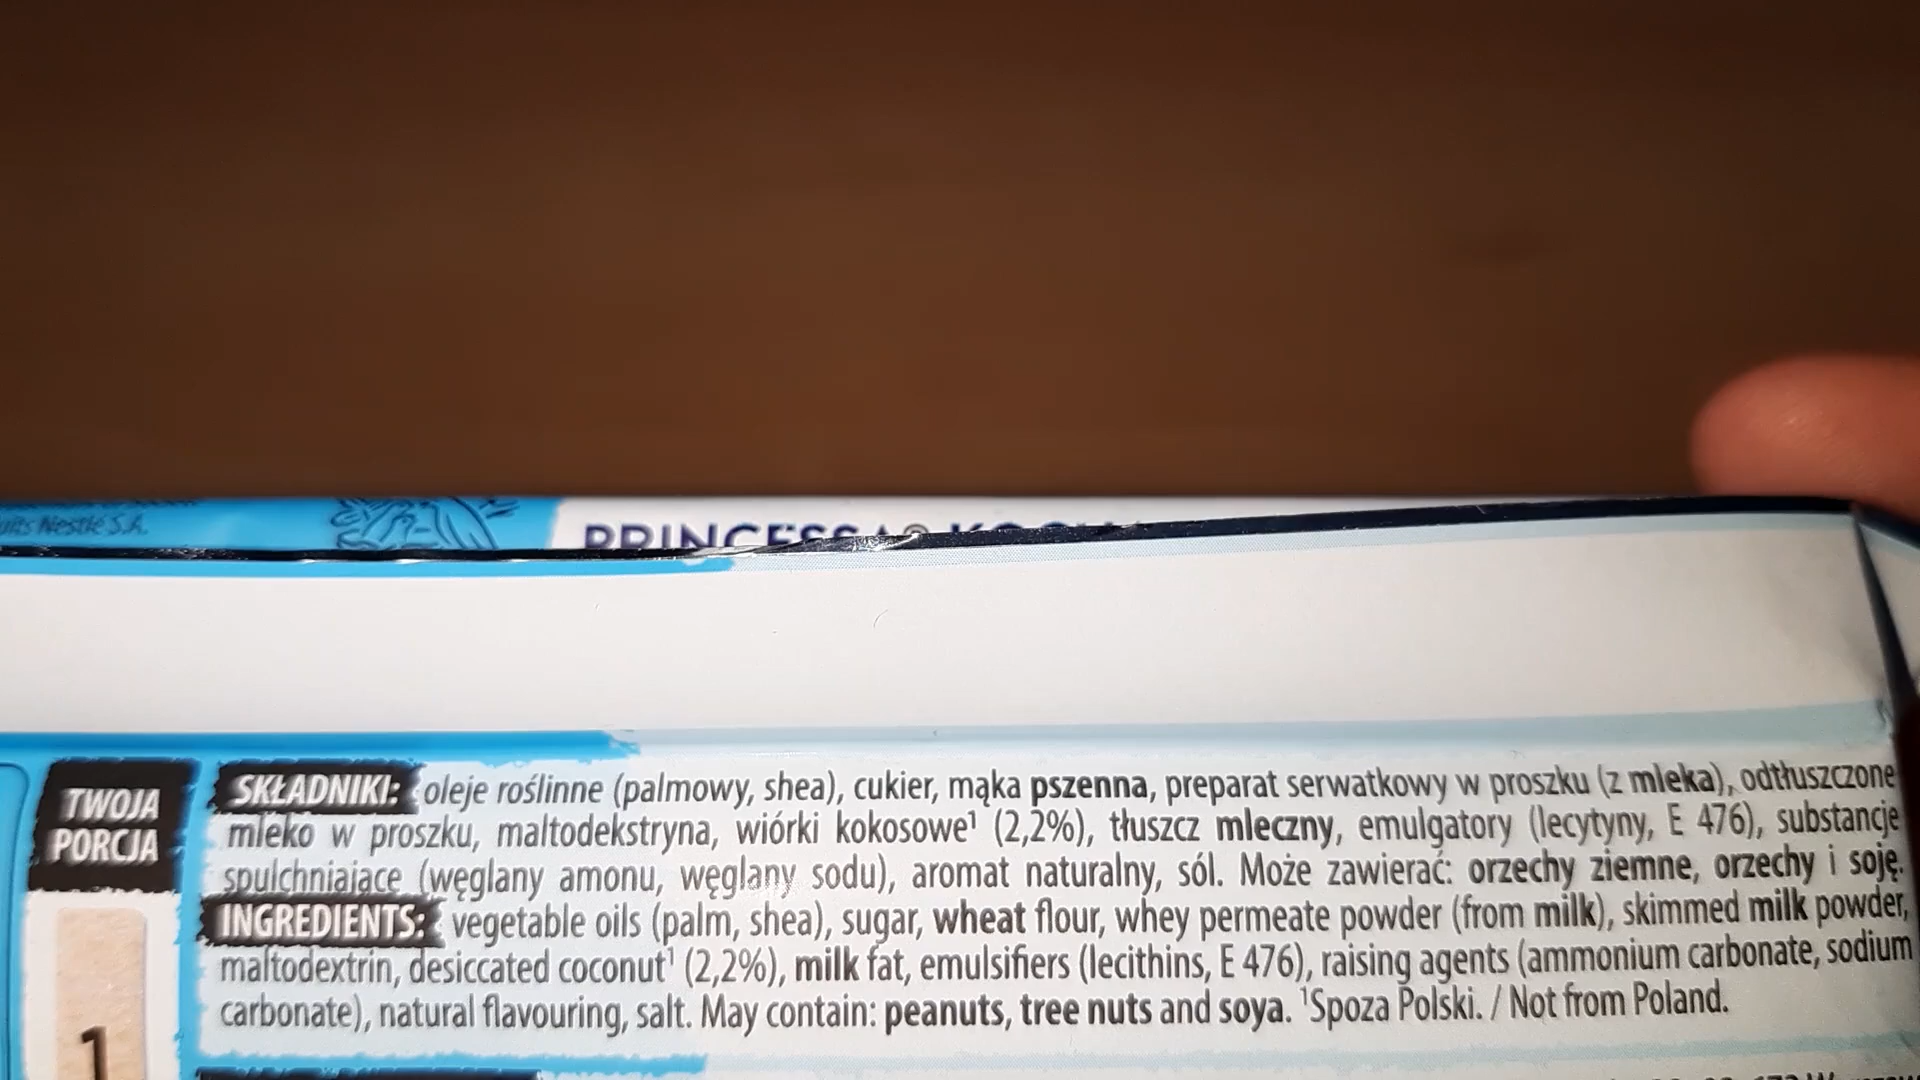 Nestlé S.A.
TWOJA
PORCJA
1
SKŁADNIKI: oleje roślinne (palmowy, shea), cukier, mąka pszenna, preparat serwatkowy w proszku (z mleka), odtłuszczone
mleko w proszku, maltodekstryna, wiórki kokosowe¹ (2,2%), tłuszcz mleczny, emulgatory (lecytyny, E 476), substancje
spulchniające (węglany amonu, węglany sodu), aromat naturalny, sól. Może zawierać: orzechy ziemne, orzechy i soję.
INGREDIENTS: vegetable oils (palm, shea), sugar, wheat flour, whey permeate powder (from milk), skimmed milk powder,
maltodextrin, desiccated coconut¹ (2,2%), milk fat, emulsifiers (lecithins, E 476), raising agents (ammonium carbonate, sodium
carbonate), natural flavouring, salt. May contain: peanuts, tree nuts and soya. ¹Spoza Polski. / Not from Poland.